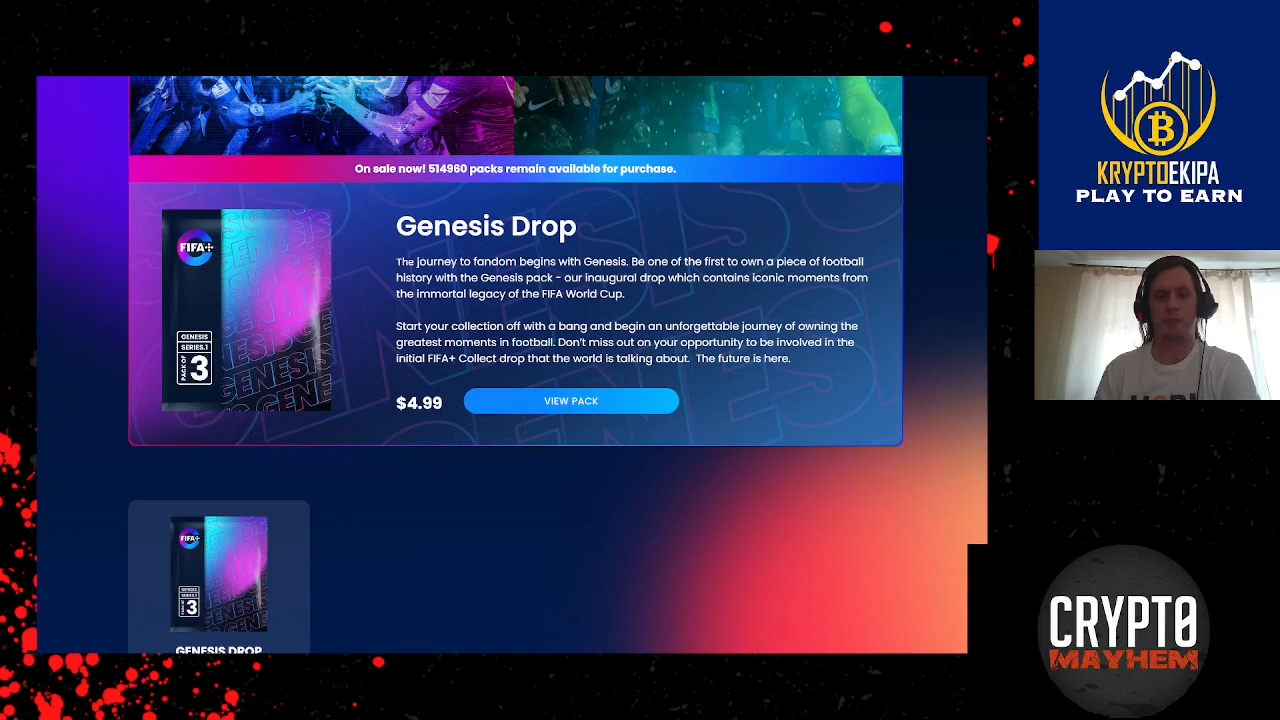 On sale now! 514960 packs remain available for purchase.
FIFA+
GENESIS
SERIES.1
PACK OF 3
GENESIS
Genesis Drop
The journey to fandom begins with Genesis. Be one of the first to own a piece of football
history with the Genesis pack - our inaugural drop which contains iconic moments from
the immortal legacy of the FIFA World Cup.
Start your collection off with a bang and begin an unforgettable journey of owning the
greatest moments in football. Don't miss out on your opportunity to be involved in the
initial FIFA+ Collect drop that the world is talking about. The future is here.
$4.99
VIEW PACK
FIFA+
GENESIS
SERIES.1
3
GENESIS DROP
KRYPTOEKIPA
PLAY TO EARN
CRYPTO
MAYHEM